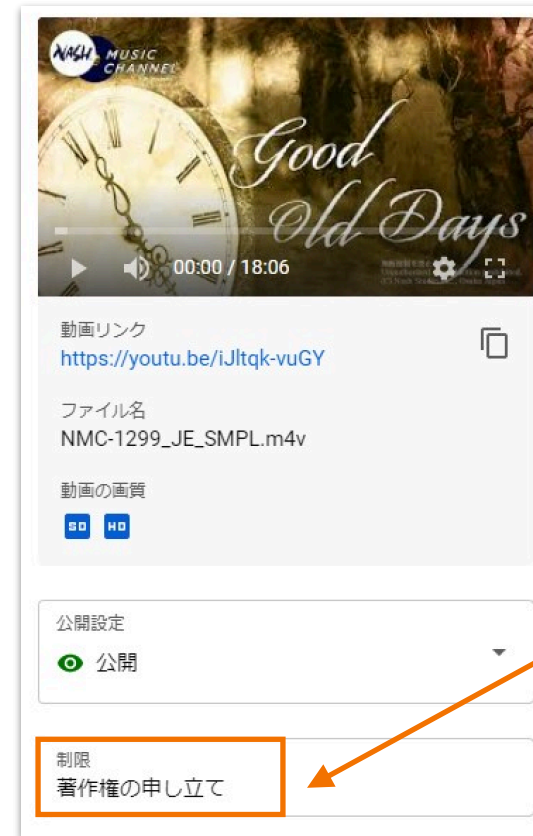 NASH MUSIC
CHANNEL
Good
Old Days
00:00 / 18:06
動画リンク
https://youtu.be/iJltqk-vuGY
ファイル名
NMC-1299_JE_SMPL.m4v
動画の画質
SD HD
公開設定
公開
制限
著作権の申し立て